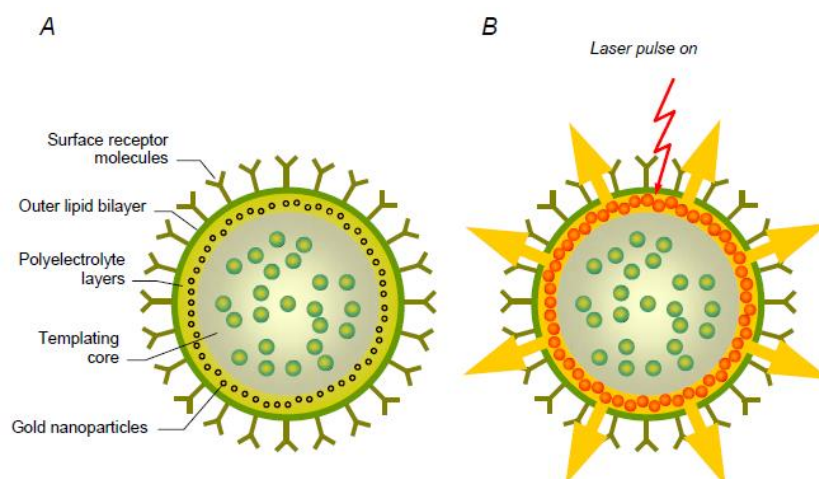 A
B
Laser pulse on
Surface receptor
molecules
Outer lipid bilayer
Polyelectrolyte
layers
Templating
core
Gold nanoparticles